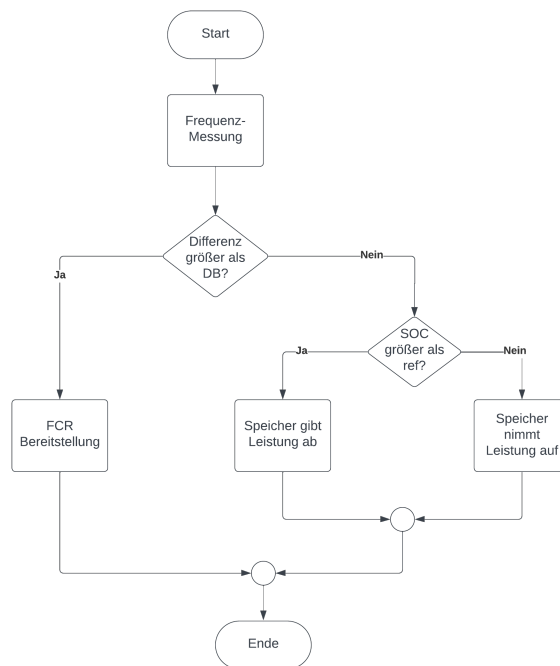 Start
Frequenz-
Messung
Differenz
größer als
DB?
Ja
Nein
SOC
größer als
ref?
Ja
Nein
FCR
Bereitstellung
Speicher gibt
Leistung ab
Speicher
nimmt
Leistung auf
Ende